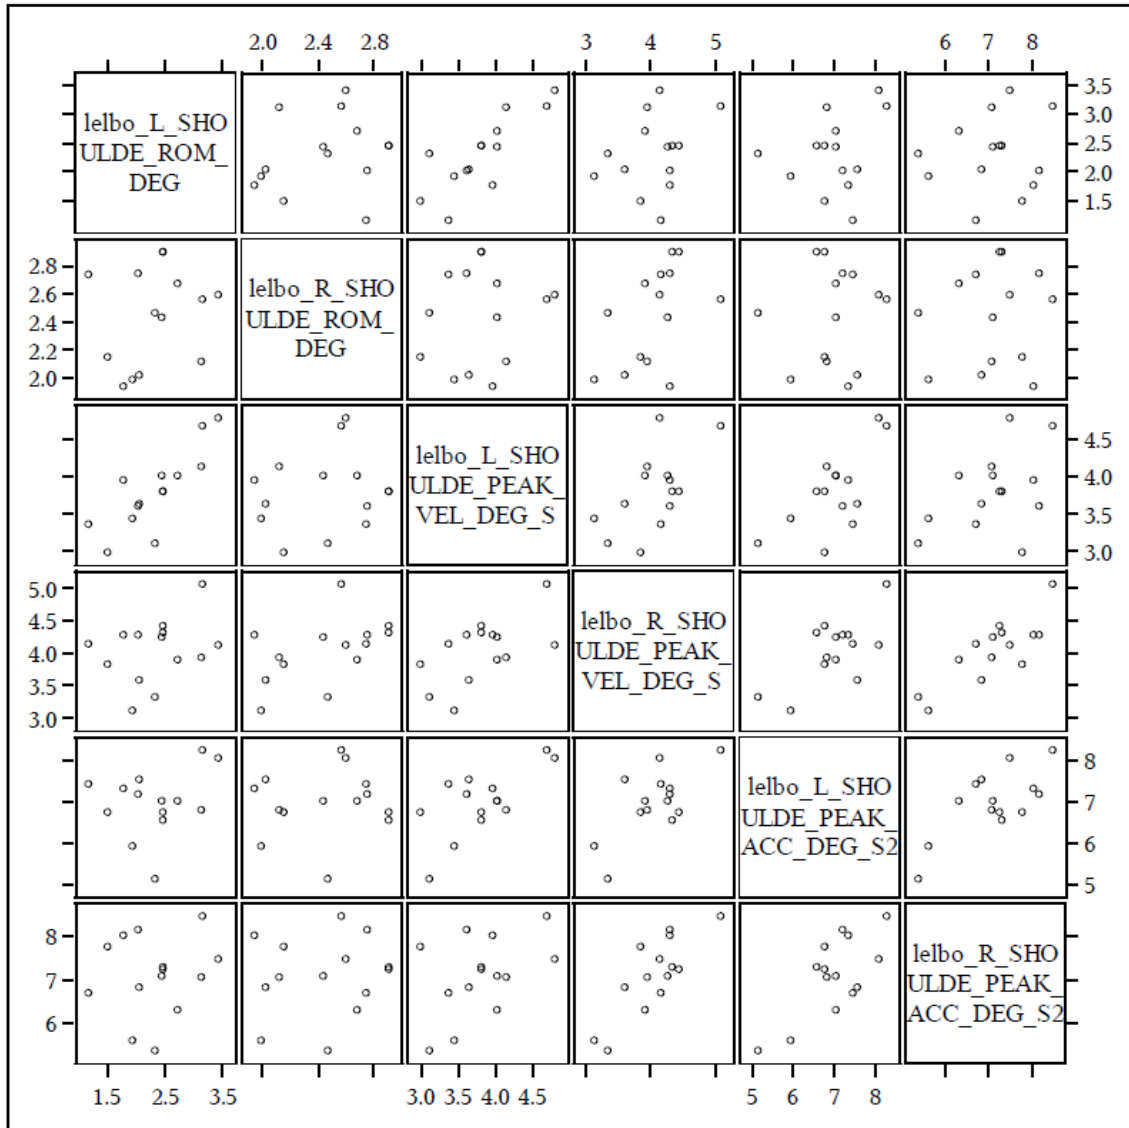 2.0 2.4 2.8 3 4 5 6 7 8
lelbo_L_SHO
ULDE_ROM_
DEG
3.5
3.0
2.5
2.0
1.5
2.8
2.6
2.4
2.2
2.0
lelbo_R_SHO
ULDE_ROM_
DEG
lelbo_L_SHO
ULDE_PEAK_
VEL_DEG_S
4.5
4.0
3.5
3.0
5.0
4.5
4.0
3.5
3.0
lelbo_R_SHO
ULDE_PEAK_
VEL_DEG_S
lelbo_L_SHO
ULDE_PEAK_
ACC_DEG_S2
8
7
6
5
8
7
6
lelbo_R_SHO
ULDE_PEAK_
ACC_DEG_S2
1.5 2.5 3.5 3.0 3.5 4.0 4.5 5 6 7 8